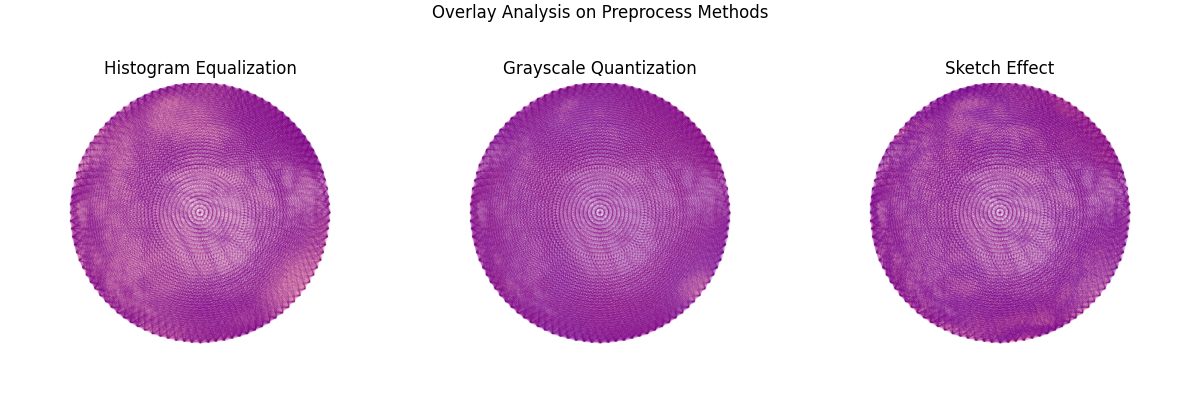 Overlay Analysis on Preprocess Methods
Histogram Equalization
Grayscale Quantization
Sketch Effect